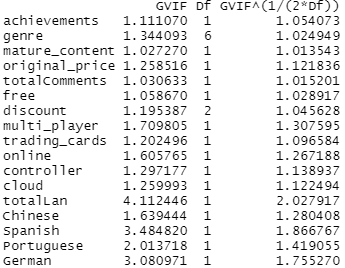 GVIF Df GVIF^(1/(2*Df))
achievements 1.111070 1 1.054073
genre 1.344093 6 1.024949
mature_content 1.027270 1 1.013543
original_price 1.258516 1 1.121836
totalComments 1.030633 1 1.015201
free 1.058670 1 1.028917
discount 1.195387 2 1.045628
multi_player 1.709805 1 1.307595
trading_cards 1.202496 1 1.096584
online 1.605765 1 1.267188
controller 1.297177 1 1.138937
cloud 1.259993 1 1.122494
totalLan 4.112446 1 2.027917
Chinese 1.639444 1 1.280408
Spanish 3.484820 1 1.866767
Portuguese 2.013718 1 1.419055
German 3.080971 1 1.755270